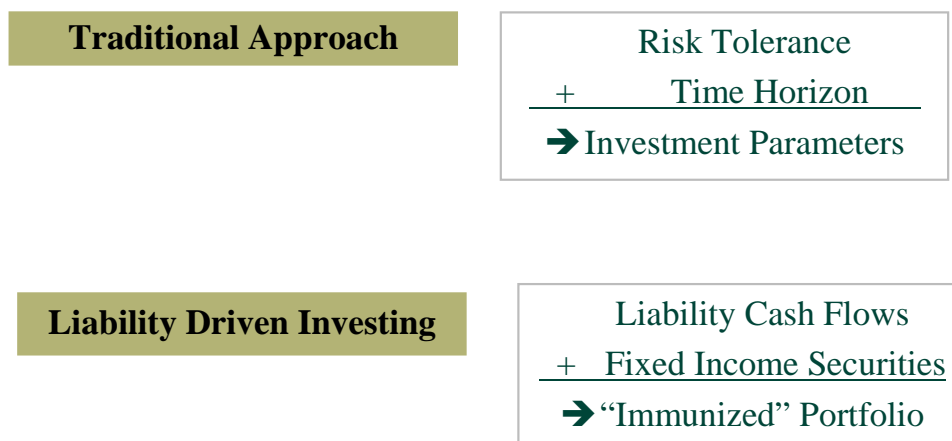 Traditional Approach
Risk Tolerance
+ Time Horizon
➔ Investment Parameters
Liability Driven Investing
Liability Cash Flows
+ Fixed Income Securities
➔ “Immunized” Portfolio